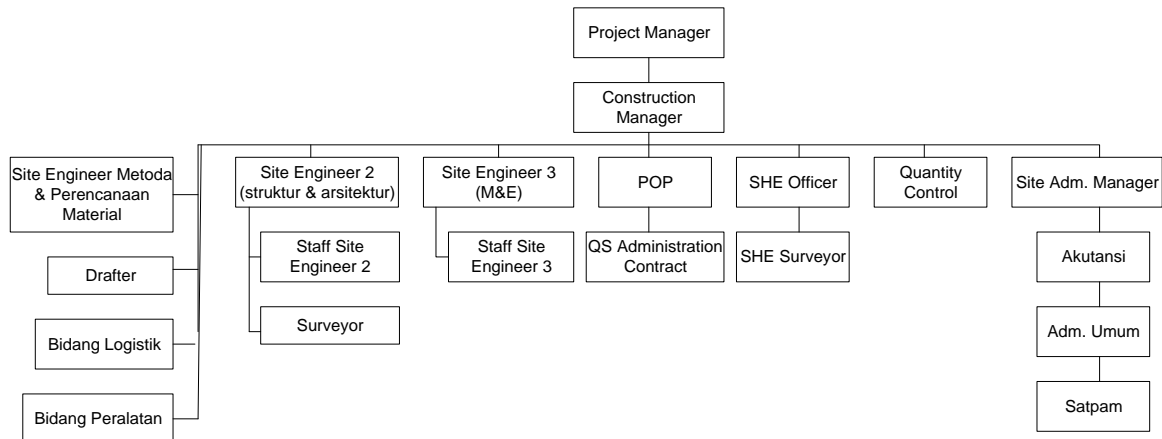 Project Manager
Construction
Manager
Site Engineer Metoda
& Perencanaan
Material
Site Engineer 2
(struktur & arsitektur)
Site Engineer 3
(M&E)
POP
SHE Officer
Quantity
Control
Site Adm. Manager
Drafter
Staff Site
Engineer 2
Staff Site
Engineer 3
QS Administration
Contract
SHE Surveyor
Akutansi
Bidang Logistik
Surveyor
Adm. Umum
Bidang Peralatan
Satpam